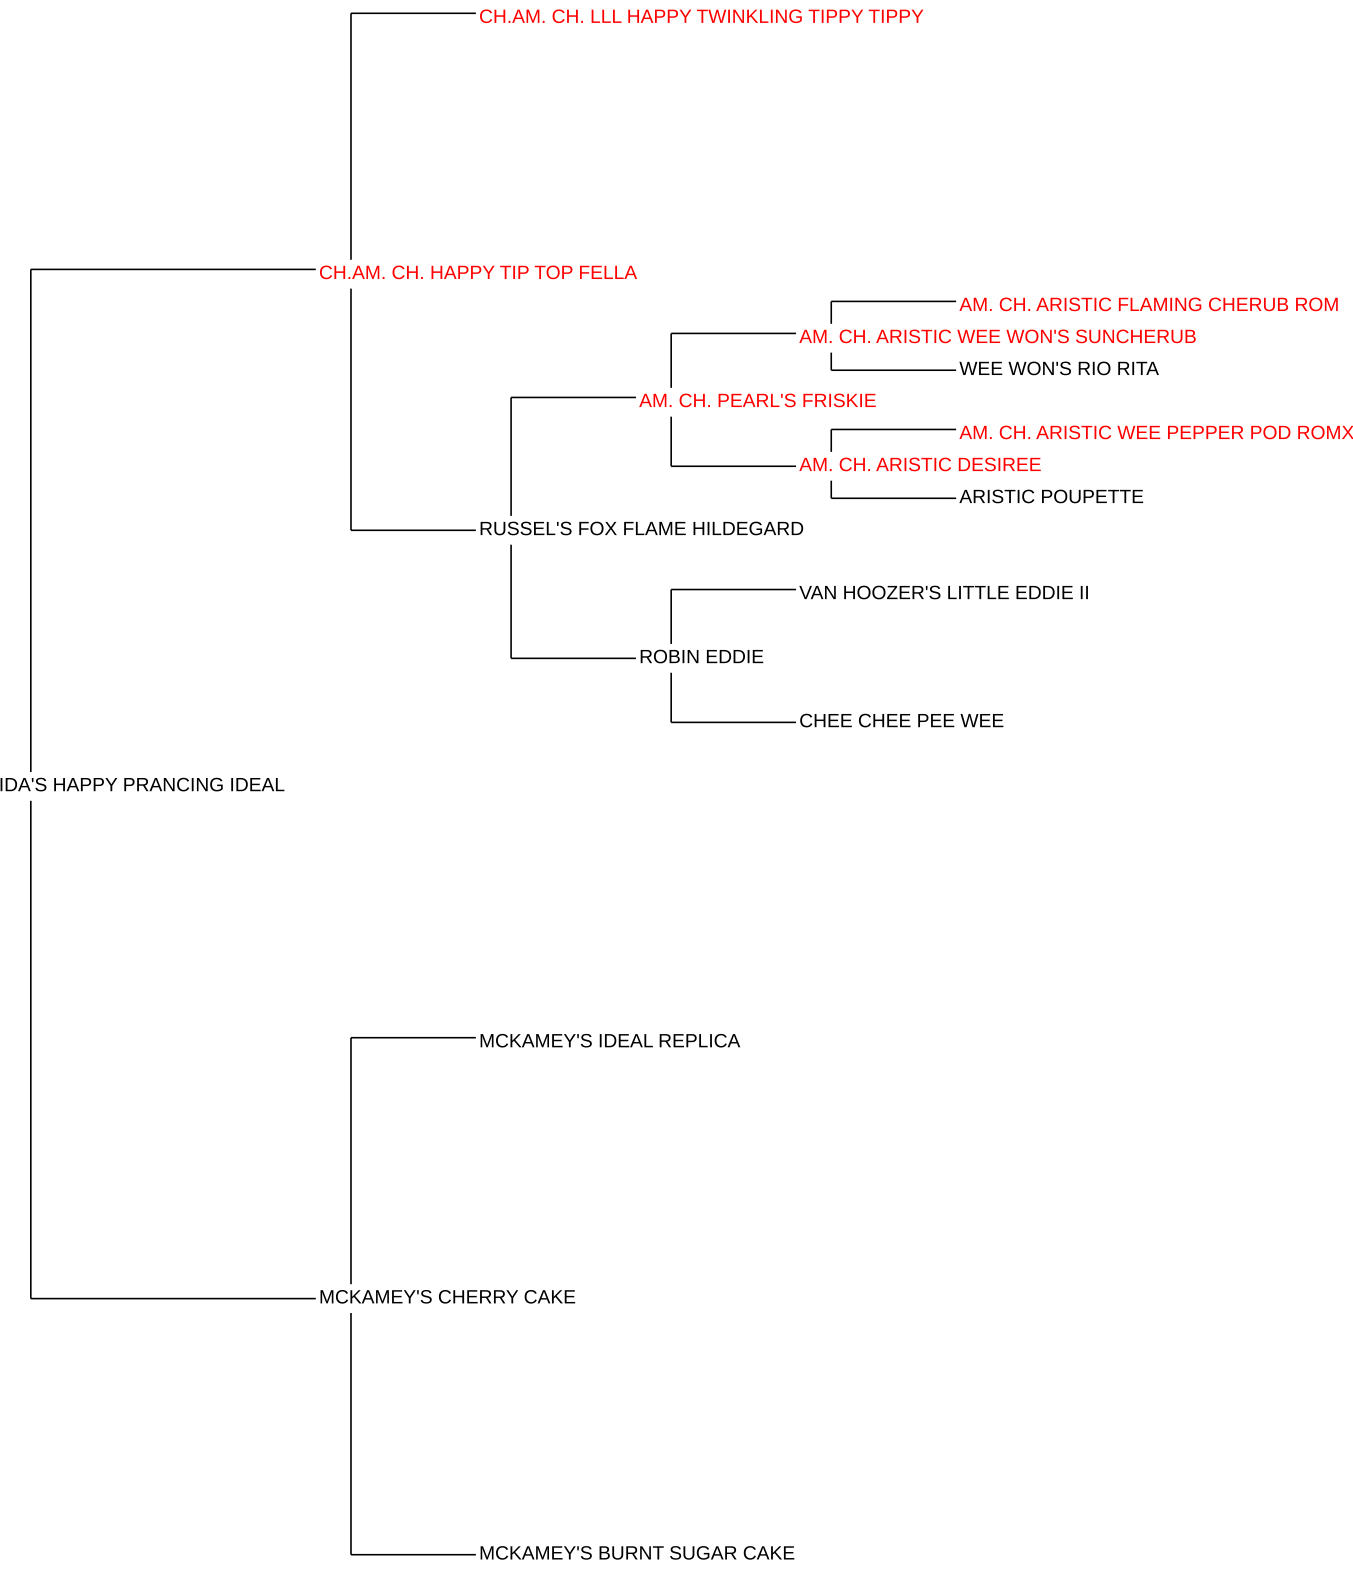 CH.AM. CH. LLL HAPPY TWINKLING TIPPY TIPPY
CH.AM. CH. HAPPY TIP TOP FELLA
AM. CH. ARISTIC FLAMING CHERUB ROM
AM. CH. ARISTIC WEE WON'S SUNCHERUB
WEE WON'S RIO RITA
AM. CH. PEARL'S FRISKIE
AM. CH. ARISTIC WEE PEPPER POD ROMX
AM. CH. ARISTIC DESIREE
ARISTIC POUPETTE
RUSSEL'S FOX FLAME HILDEGARD
VAN HOOZER'S LITTLE EDDIE II
ROBIN EDDIE
CHEE CHEE PEE WEE
IDA'S HAPPY PRANCING IDEAL
MCKAMEY'S IDEAL REPLICA
MCKAMEY'S CHERRY CAKE
MCKAMEY'S BURNT SUGAR CAKE